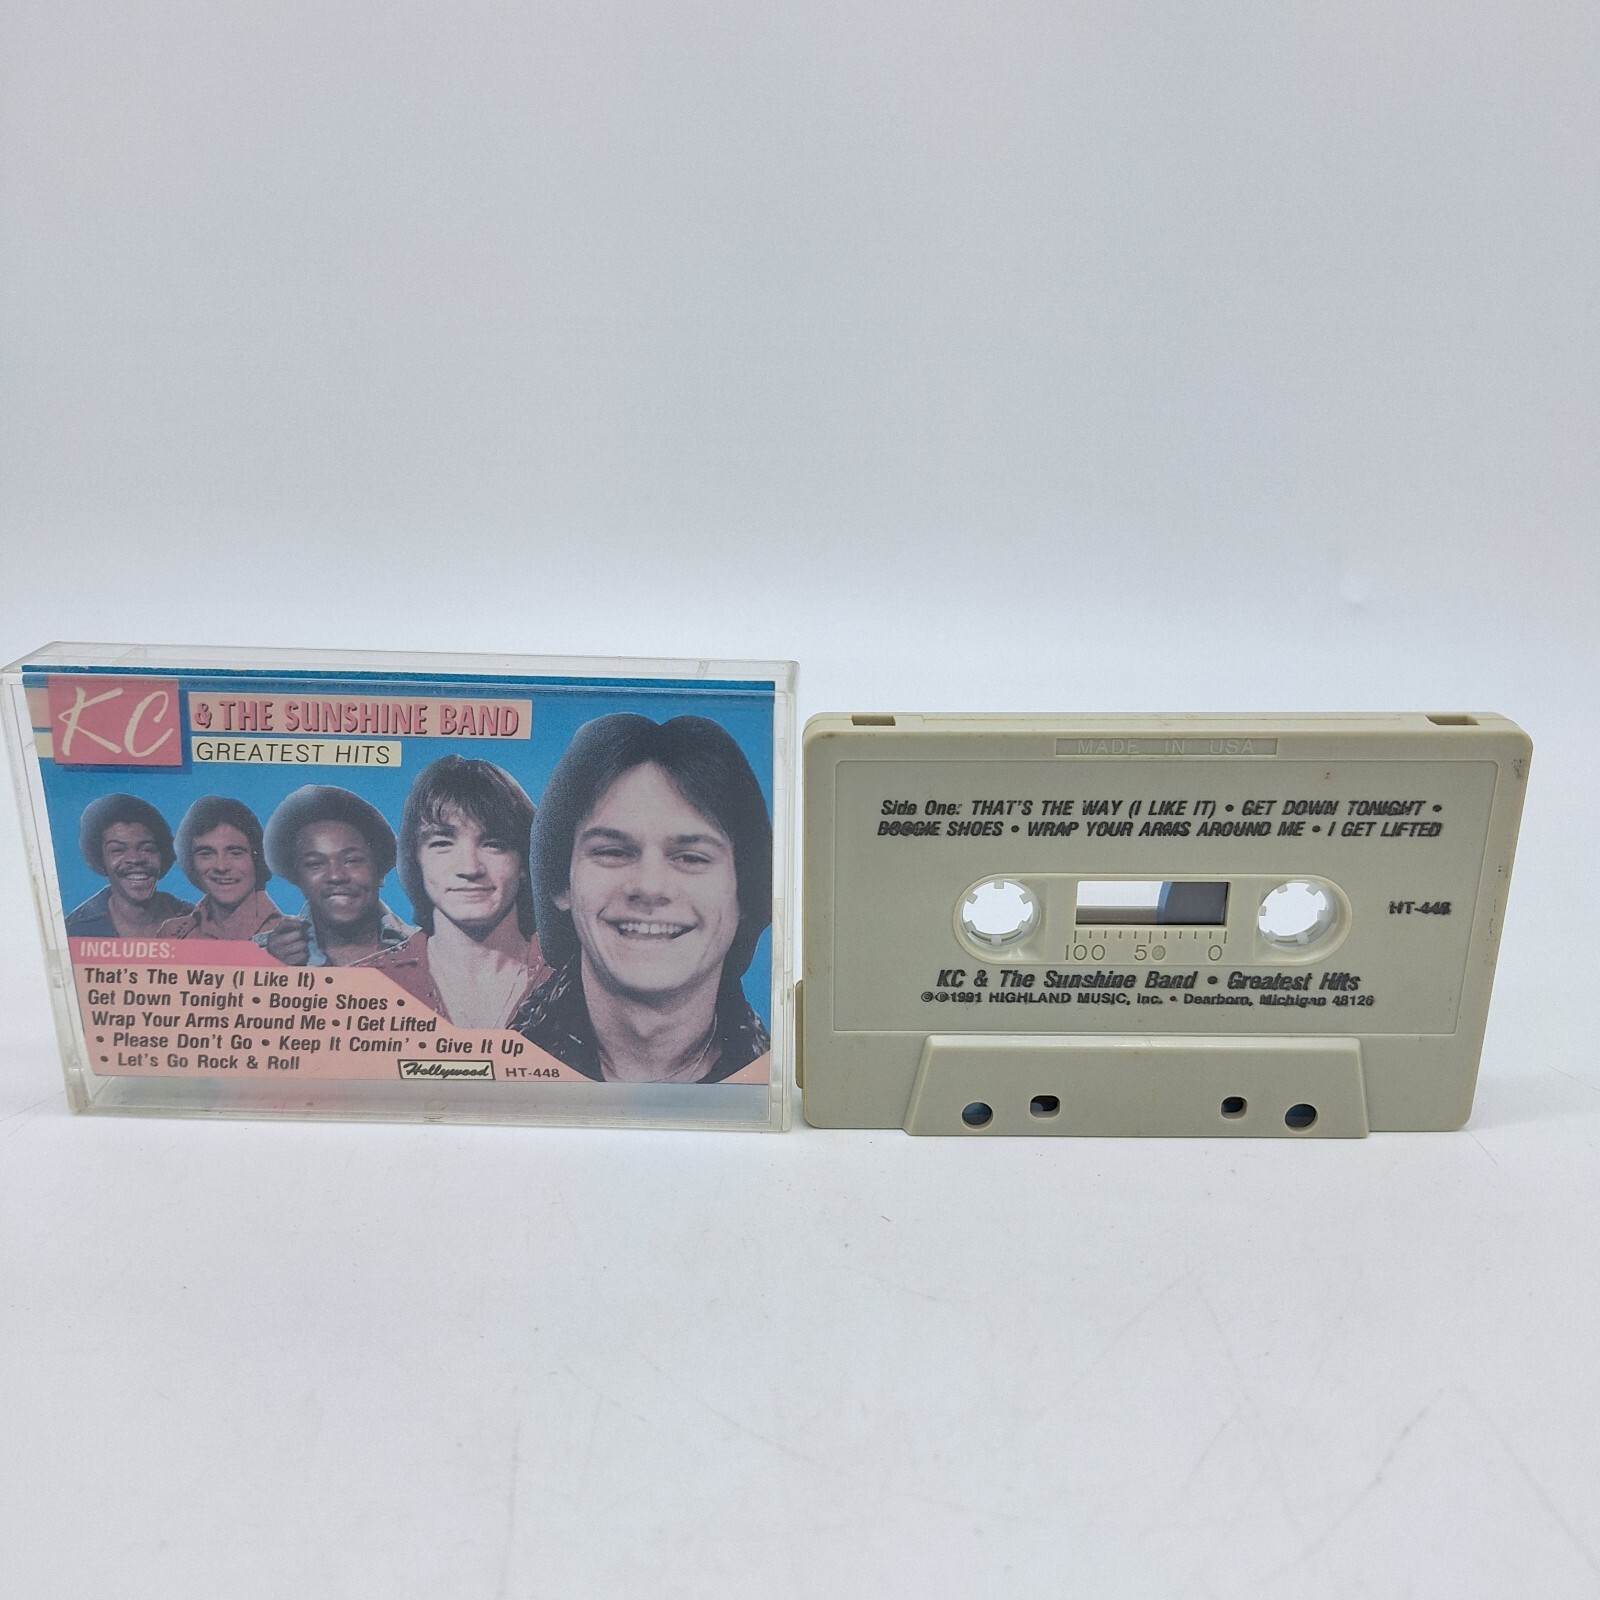 KC
& THE SUNSHINE BAND
GREATEST HITS
INCLUDES:
That's The Way (I Like It) •
Get Down Tonight • Boogie Shoes •
Wrap Your Arms Around Me • I Get Lifted
• Please Don't Go • Keep It Comin' • Give It Up
• Let's Go Rock & Roll
Hollywood HT-448
MADE IN USA
Side One: THAT'S THE WAY (I LIKE IT) • GET DOWN TONIGHT •
BOOGIE SHOES • WRAP YOUR ARMS AROUND ME • I GET LIFTED
HT-448
100 50 0
KC & The Sunshine Band • Greatest Hits
©℗1991 HIGHLAND MUSIC, Inc. • Dearborn, Michigan 48126